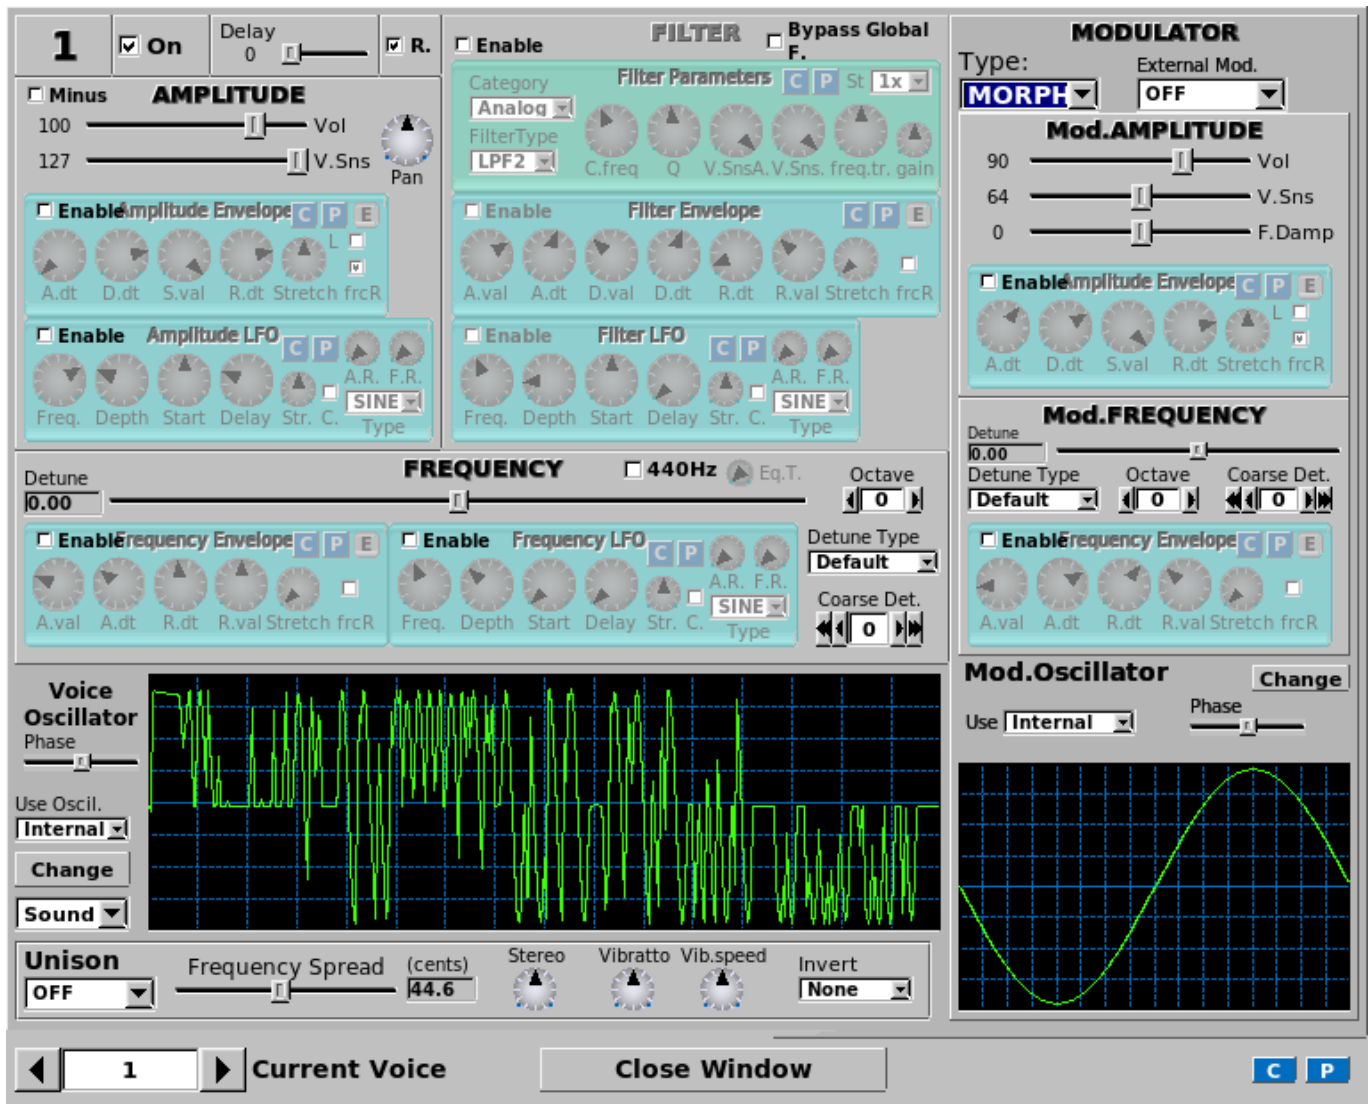 1
On
Delay
0
R.
Minus
AMPLITUDE
100
Vol
127
V.Sns
Pan
Enable
Amplitude Envelope
C
P
E
L
A.dt
D.dt
S.val
R.dt
Stretch
frcR
Enable
Amplitude LFO
C
P
A.R.
F.R.
SINE
Freq.
Depth
Start
Delay
Str.
C.
Type
Enable
FILTER
Bypass Global
F.
Category
Analog
Filter Parameters
C
P
St
1x
FilterType
LPF2
C.freq
Q
V.SnsA.
V.Sns.
freq.tr.
gain
Enable
Filter Envelope
C
P
E
A.val
A.dt
D.val
D.dt
R.dt
R.val
Stretch
frcR
Enable
Filter LFO
C
P
A.R.
F.R.
SINE
Freq.
Depth
Start
Delay
Str.
C.
Type
FREQUENCY
440Hz
Eq.T.
Octave
0
Detune
0.00
Enable
Frequency Envelope
C
P
E
A.val
A.dt
R.dt
R.val
Stretch
frcR
Enable
Frequency LFO
C
P
A.R.
F.R.
SINE
Freq.
Depth
Start
Delay
Str.
C.
Type
Detune Type
Default
Coarse Det.
0
Voice
Oscillator
Phase
Use Oscil.
Internal
Change
Sound
Unison
OFF
Frequency Spread
(cents)
44.6
Stereo
Vibratto
Vib.speed
Invert
None
MODULATOR
Type:
MORPH
External Mod.
OFF
Mod.AMPLITUDE
90
Vol
64
V.Sns
0
F.Damp
Enable
Amplitude Envelope
C
P
E
L
A.dt
D.dt
S.val
R.dt
Stretch
frcR
Mod.FREQUENCY
Detune
0.00
Detune Type
Default
Octave
0
Coarse Det.
0
Enable
Frequency Envelope
C
P
E
A.val
A.dt
R.dt
R.val
Stretch
frcR
Mod.Oscillator
Change
Use
Internal
Phase
1
Current Voice
Close Window
C
P